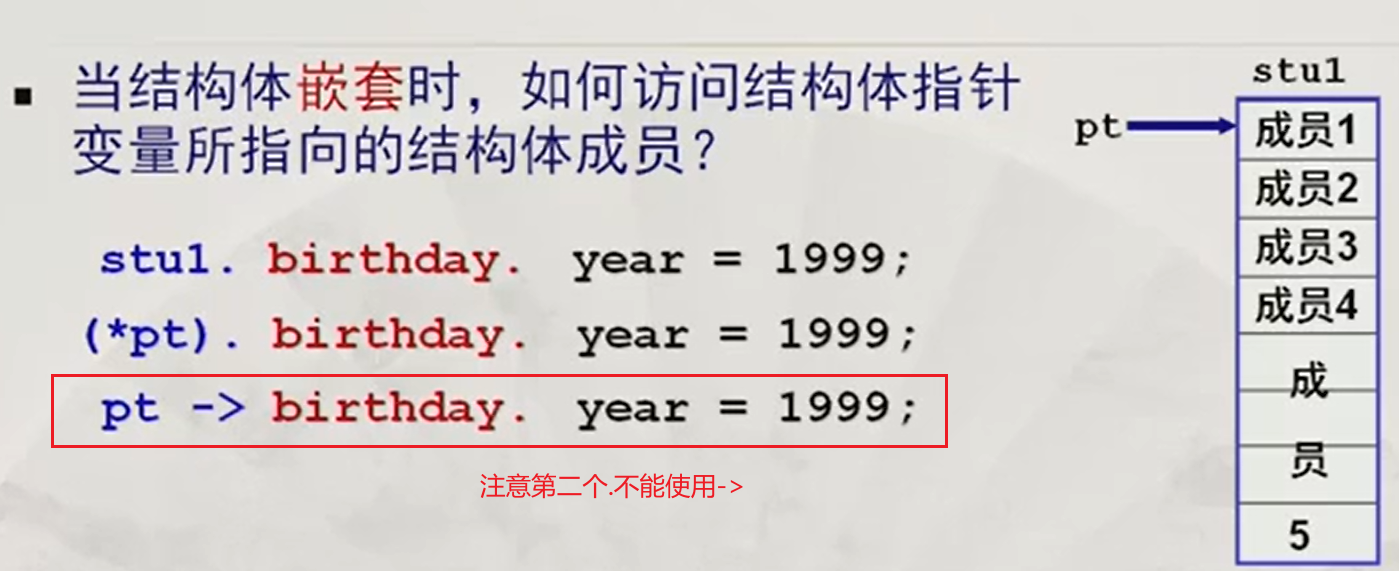 当结构体嵌套时，如何访问结构体指针
变量所指向的结构体成员？
stu1. birthday. year = 1999;
(*pt). birthday. year = 1999;
pt -> birthday. year = 1999;
注意第二个.不能使用->
stu1
pt
成员1
成员2
成员3
成员4
成
员
5